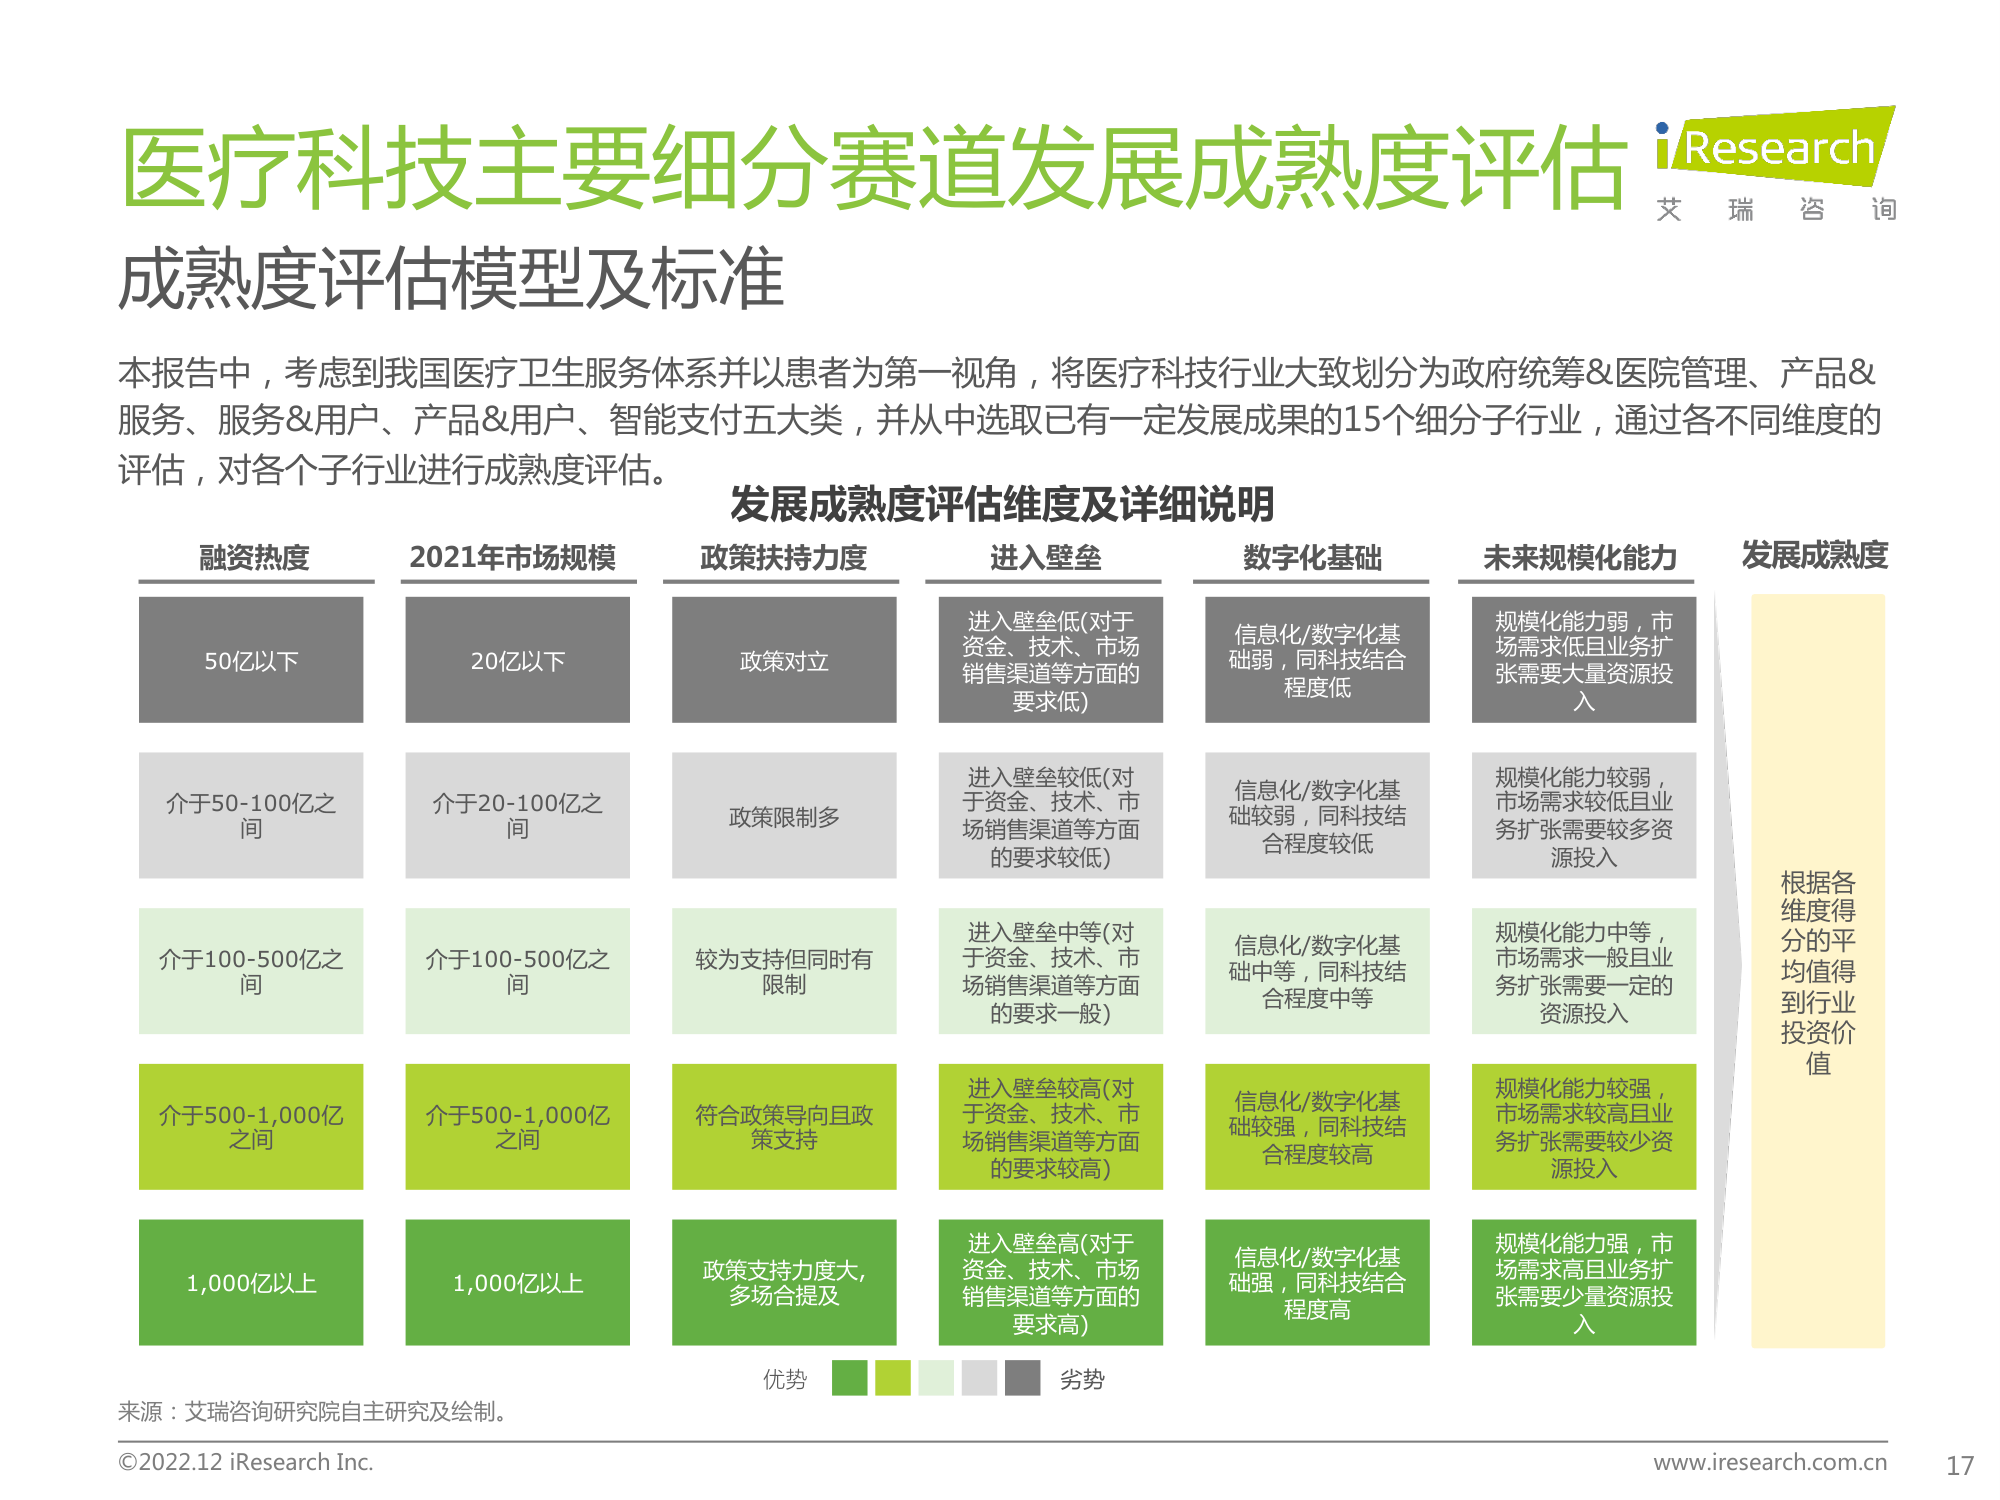 医疗科技主要细分赛道发展成熟度评估
iResearch
艾瑞咨询
成熟度评估模型及标准
本报告中，考虑到我国医疗卫生服务体系并以患者为第一视角，将医疗科技行业大致划分为政府统筹&医院管理、产品&
服务、服务&用户、产品&用户、智能支付五大类，并从中选取已有一定发展成果的15个细分子行业，通过各不同维度的
评估，对各个子行业进行成熟度评估。
发展成熟度评估维度及详细说明
融资热度
2021年市场规模
政策扶持力度
进入壁垒
数字化基础
未来规模化能力
发展成熟度
50亿以下
20亿以下
政策对立
进入壁垒低(对于
资金、技术、市场
销售渠道等方面的
要求低)
信息化/数字化基
础弱，同科技结合
程度低
规模化能力弱，市
场需求低且业务扩
张需要大量资源投
入
介于50-100亿之
间
介于20-100亿之
间
政策限制多
进入壁垒较低(对
于资金、技术、市
场销售渠道等方面
的要求较低)
信息化/数字化基
础较弱，同科技结
合程度较低
规模化能力较弱，
市场需求较低且业
务扩张需要较多资
源投入
介于100-500亿之
间
介于100-500亿之
间
较为支持但同时有
限制
进入壁垒中等(对
于资金、技术、市
场销售渠道等方面
的要求一般)
信息化/数字化基
础中等，同科技结
合程度中等
规模化能力中等，
市场需求一般且业
务扩张需要一定的
资源投入
介于500-1,000亿
之间
介于500-1,000亿
之间
符合政策导向且政
策支持
进入壁垒较高(对
于资金、技术、市
场销售渠道等方面
的要求较高)
信息化/数字化基
础较强，同科技结
合程度较高
规模化能力较强，
市场需求较高且业
务扩张需要较少资
源投入
1,000亿以上
1,000亿以上
政策支持力度大,
多场合提及
进入壁垒高(对于
资金、技术、市场
销售渠道等方面的
要求高)
信息化/数字化基
础强，同科技结合
程度高
规模化能力强，市
场需求高且业务扩
张需要少量资源投
入
根据各
维度得
分的平
均值得
到行业
投资价
值
优势
劣势
来源：艾瑞咨询研究院自主研究及绘制。
©2022.12 iResearch Inc.
www.iresearch.com.cn
17